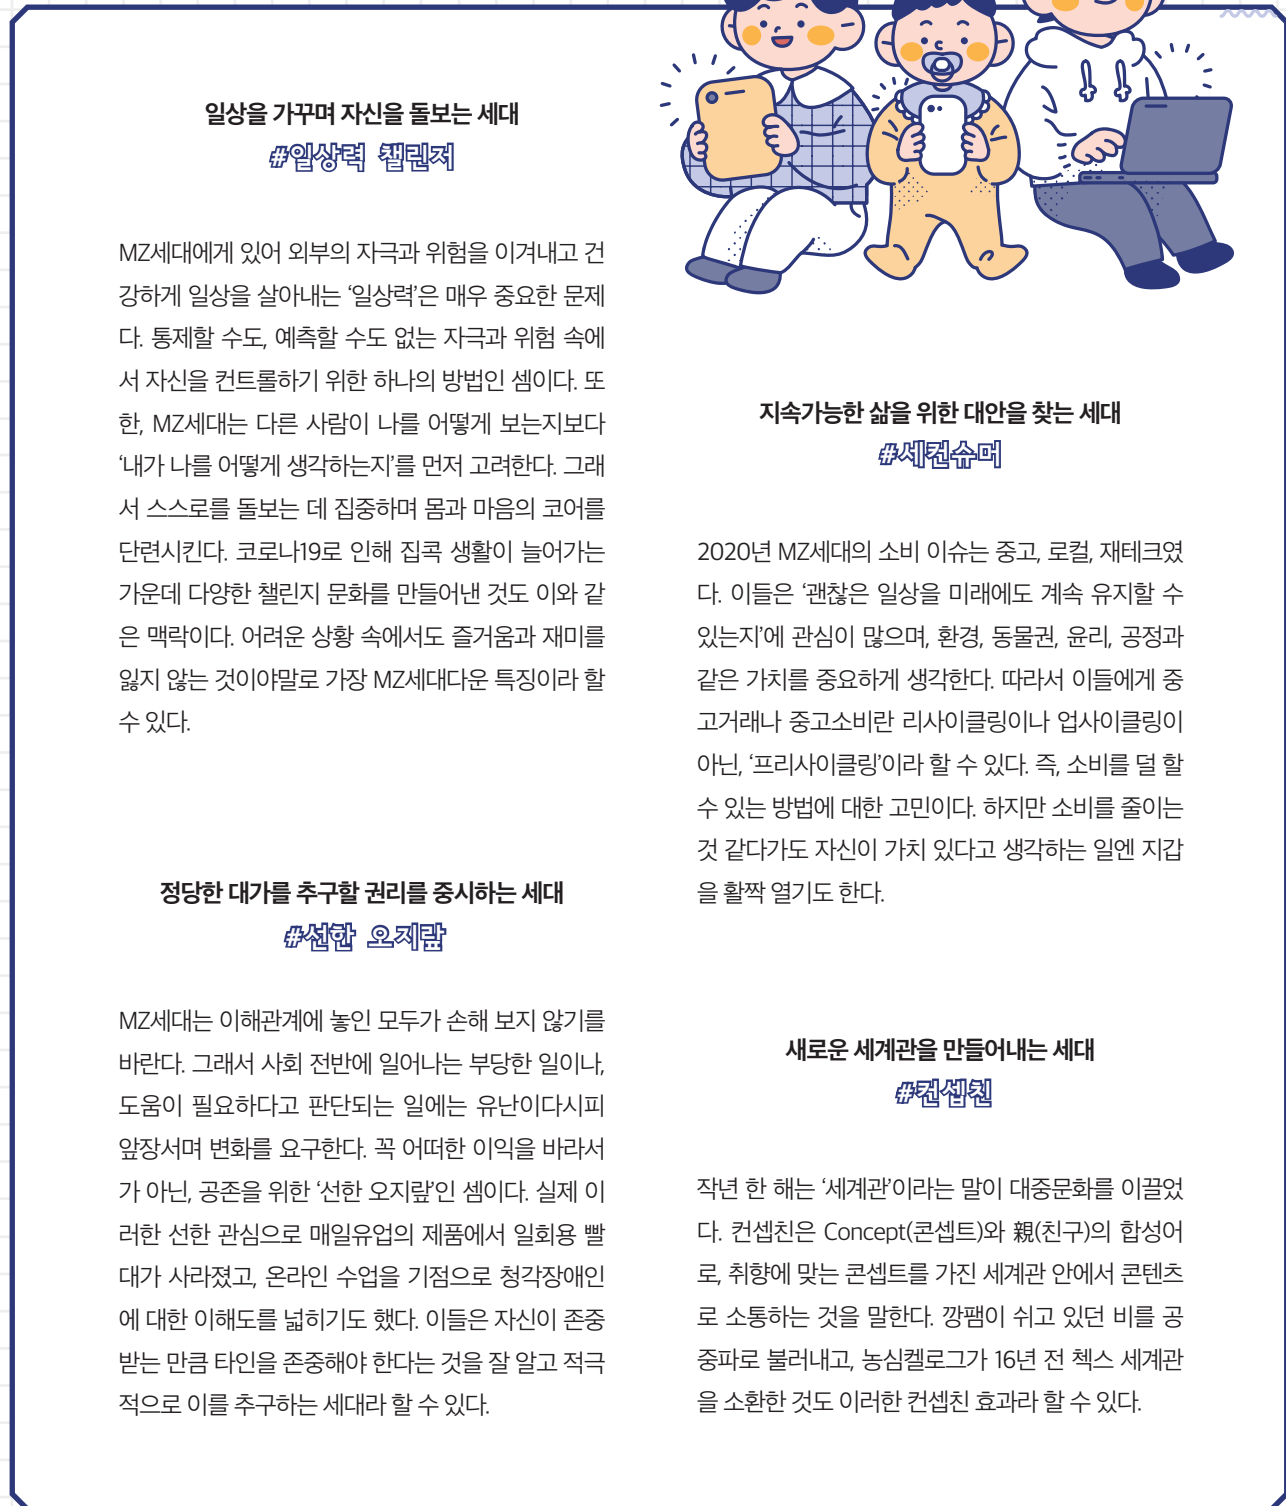 일상을 가꾸며 자신을 돌보는 세대
#일상력 챌린저
MZ세대에게 있어 외부의 자극과 위험을 이겨내고 건
강하게 일상을 살아내는 ‘일상력’은 매우 중요한 문제
다. 통제할 수도, 예측할 수도 없는 자극과 위험 속에
서 자신을 컨트롤하기 위한 하나의 방법인 셈이다. 또
한, MZ세대는 다른 사람이 나를 어떻게 보는지보다
‘내가 나를 어떻게 생각하는지’를 먼저 고려한다. 그래
서 스스로를 돌보는 데 집중하며 몸과 마음의 코어를
단련시킨다. 코로나19로 인해 집콕 생활이 늘어가는
가운데 다양한 챌린지 문화를 만들어낸 것도 이와 같
은 맥락이다. 어려운 상황 속에서도 즐거움과 재미를
잃지 않는 것이야말로 가장 MZ세대다운 특징이라 할
수 있다.
정당한 대가를 추구할 권리를 중시하는 세대
#선한 오지랖
MZ세대는 이해관계에 놓인 모두가 손해 보지 않기를
바란다. 그래서 사회 전반에 일어나는 부당한 일이나,
도움이 필요하다고 판단되는 일에는 유난이다시피
앞장서며 변화를 요구한다. 꼭 어떠한 이익을 바라서
가 아닌, 공존을 위한 ‘선한 오지랖’인 셈이다. 실제 이
러한 선한 관심으로 매일유업의 제품에서 일회용 빨
대가 사라졌고, 온라인 수업을 기점으로 청각장애인
에 대한 이해도를 넓히기도 했다. 이들은 자신이 존중
받는 만큼 타인을 존중해야 한다는 것을 잘 알고 적극
적으로 이를 추구하는 세대라 할 수 있다.
지속가능한 삶을 위한 대안을 찾는 세대
#세컨슈머
2020년 MZ세대의 소비 이슈는 중고, 로컬, 재테크였
다. 이들은 ‘괜찮은 일상을 미래에도 계속 유지할 수
있는지’에 관심이 많으며, 환경, 동물권, 윤리, 공정과
같은 가치를 중요하게 생각한다. 따라서 이들에게 중
고거래나 중고소비란 리사이클링이나 업사이클링이
아닌, ‘프리사이클링’이라 할 수 있다. 즉, 소비를 덜 할
수 있는 방법에 대한 고민이다. 하지만 소비를 줄이는
것 같다가도 자신이 가치 있다고 생각하는 일엔 지갑
을 활짝 열기도 한다.
새로운 세계관을 만들어내는 세대
#컨셉친
작년 한 해는 ‘세계관’이라는 말이 대중문화를 이끌었
다. 컨셉친은 Concept(콘셉트)와 親(친구)의 합성어
로, 취향에 맞는 콘셉트를 가진 세계관 안에서 콘텐츠
로 소통하는 것을 말한다. 깡팸이 쉬고 있던 비를 공
중파로 불러내고, 농심켈로그가 16년 전 첵스 세계관
을 소환한 것도 이러한 컨셉친 효과라 할 수 있다.